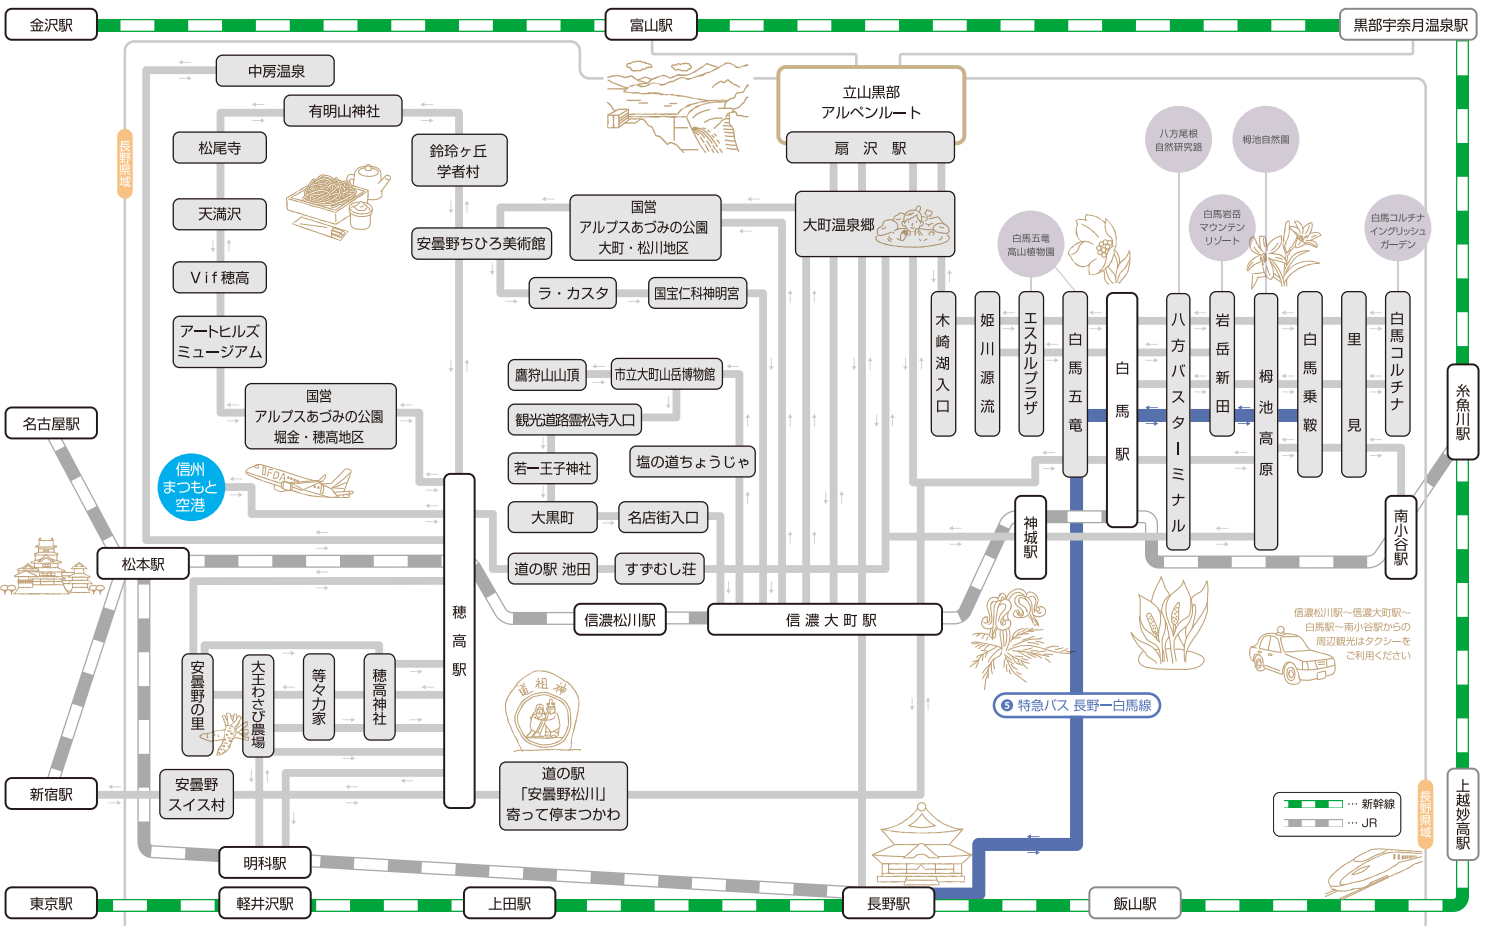 金沢駅
富山駅
黒部宇奈月温泉駅
中房温泉
有明山神社
松尾寺
鈴玲ヶ丘
学者村
長野県域
立山黒部
アルペンルート
扇沢駅
八方尾根
自然研究路
栂池自然園
天満沢
安曇野ちひろ美術館
国営
アルプスあづみの公園
大町・松川地区
大町温泉郷
白馬五竜
高山植物園
白馬岩岳
マウンテン
リゾート
白馬コルチナ
イングリッシュ
ガーデン
Vif穂高
ラ・カスタ
国宝仁科神明宮
アートヒルズ
ミュージアム
木崎湖入口
姫川源流
エスカルプラザ
白馬五竜
白馬駅
八方バスターミナル
岩岳新田
栂池高原
白馬乗鞍
里見
白馬コルチナ
糸魚川駅
鷹狩山山頂
市立大町山岳博物館
国営
アルプスあづみの公園
堀金・穂高地区
観光道路霊松寺入口
名古屋駅
信州
まつもと
空港
FDA
若一王子神社
塩の道ちょうじゃ
大黒町
名店街入口
神城駅
南小谷駅
松本駅
道の駅 池田
すずむし荘
穂高駅
信濃松川駅
信濃大町駅
信濃松川駅〜信濃大町駅〜
白馬駅〜南小谷駅からの
周辺観光はタクシーを
ご利用ください
安曇野の里
大王わさび農場
等々力家
穂高神社
道祖神
❺ 特急バス 長野ー白馬線
新宿駅
安曇野
スイス村
道の駅
「安曇野松川」
寄って停まつかわ
長野県域
上越妙高駅
… 新幹線
… JR
明科駅
東京駅
軽井沢駅
上田駅
長野駅
飯山駅